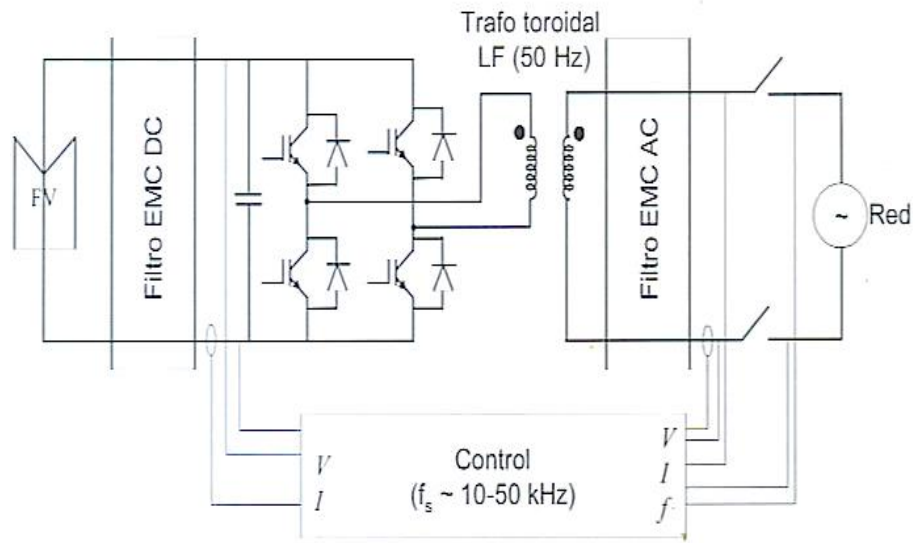 Trafo toroidal
LF (50 Hz)
FV
Filtro EMC DC
Filtro EMC AC
~
Red
V
I
Control
(fs ~ 10-50 kHz)
V
I
f